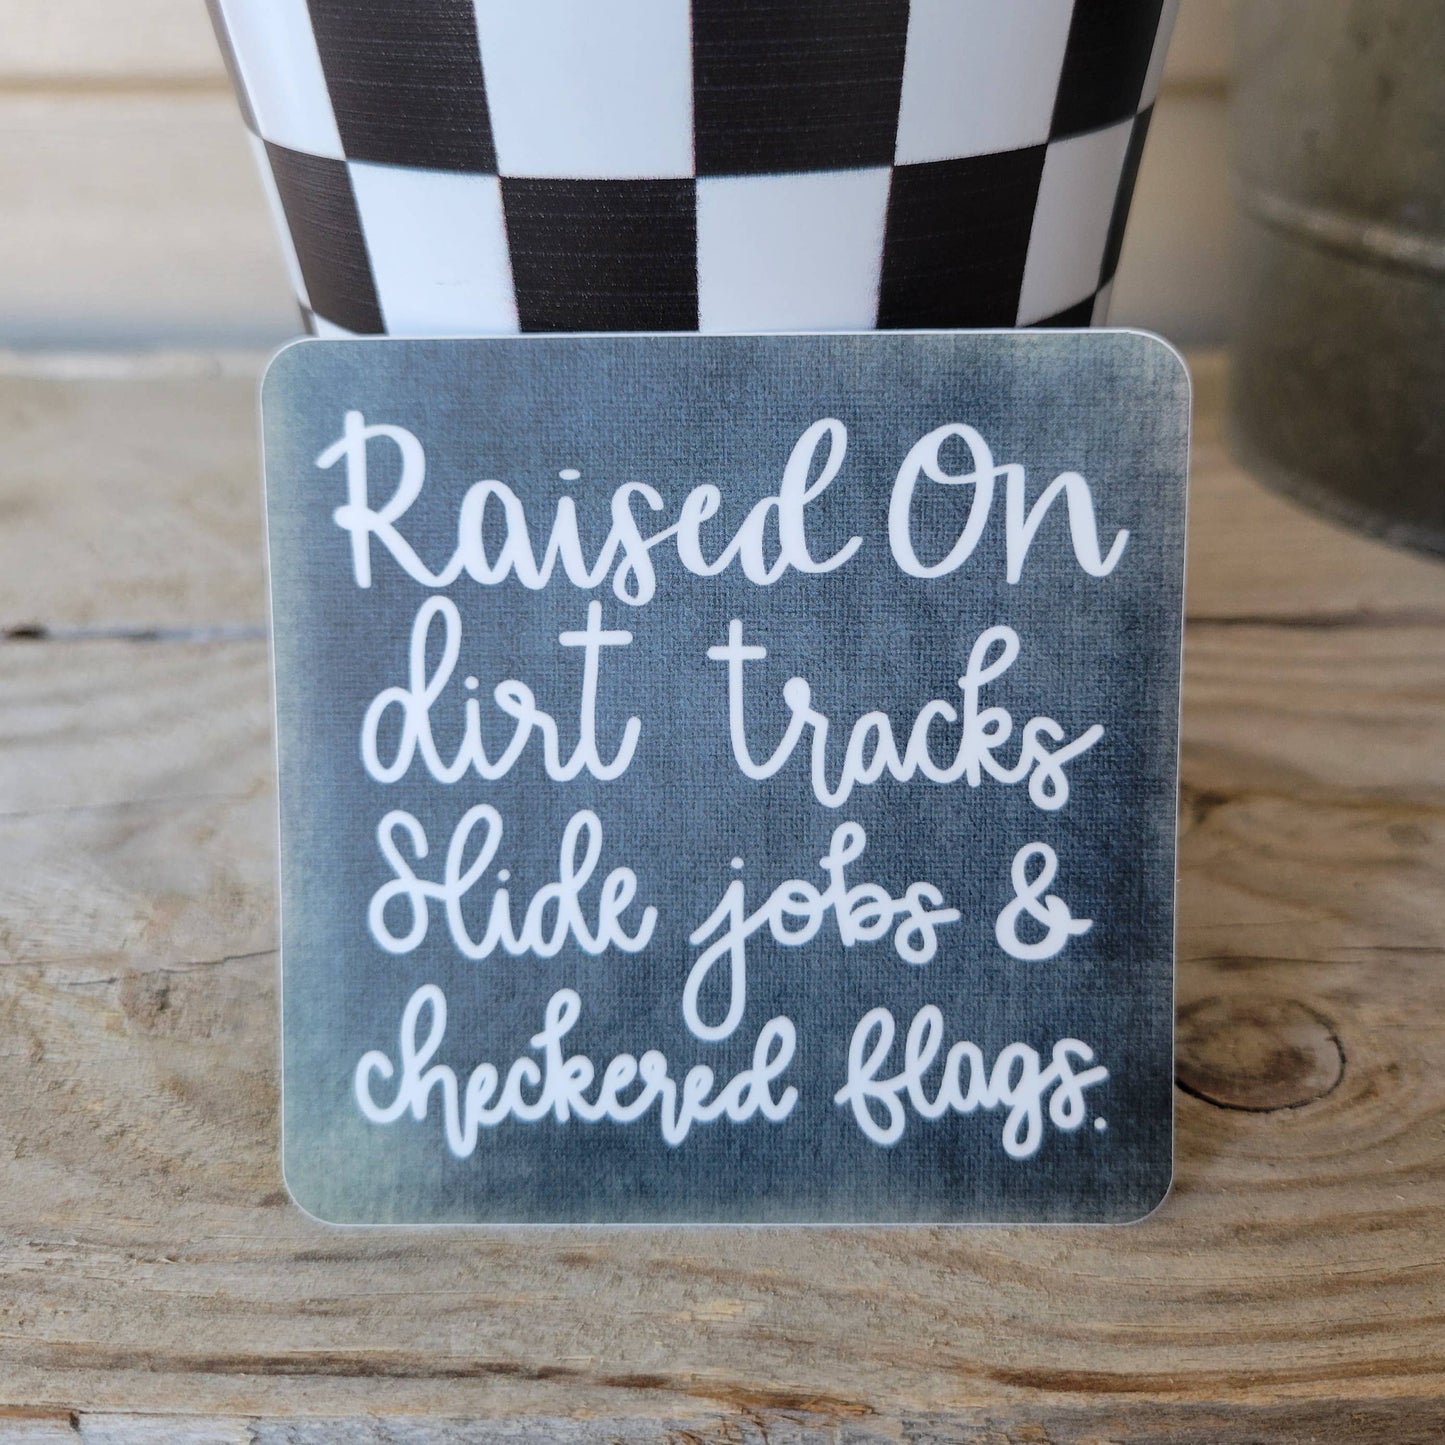 Raised On
dirt tracks
Slide jobs &
checkered flags.